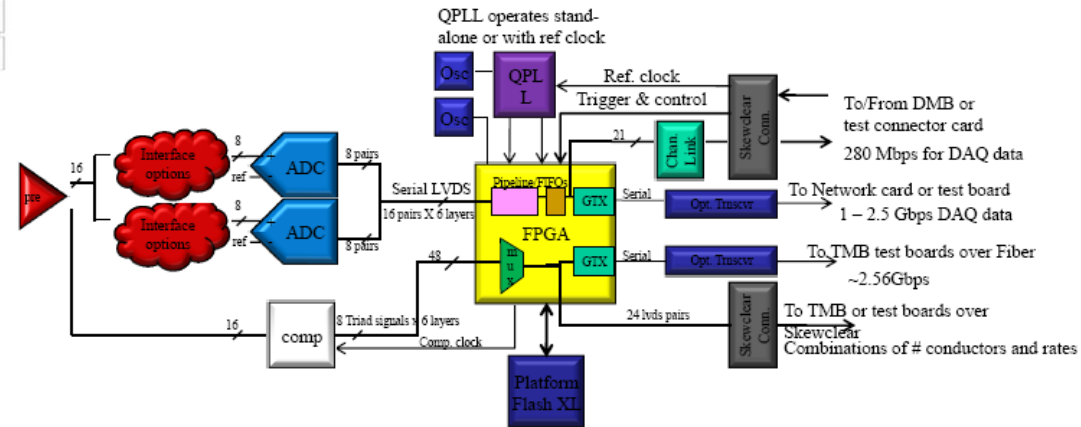 QPLL operates stand-
alone or with ref clock
Osc
QPL
L
Osc
Ref. clock
Trigger & control
Skewclear
Conn.
To/From DMB or
test connector card
280 Mbps for DAQ data
21
Chan.
Link
pre
16
Interface
options
8
ref
+
-
ADC
8 pairs
Interface
options
8
ref
+
-
ADC
8 pairs
Serial LVDS
16 pairs X 6 layers
Pipeline/FIFOs
GTX
Serial
Opt. Trnscvr
To Network card or test board
1 – 2.5 Gbps DAQ data
FPGA
mux
GTX
Serial
Opt. Trnscvr
To TMB test boards over Fiber
~2.56Gbps
48
16
comp
8 Triad signals x 6 layers
Comp. clock
24 lvds pairs
Skewclear
Conn.
To TMB or test boards over
Skewclear
Combinations of # conductors and rates
Platform
Flash XL